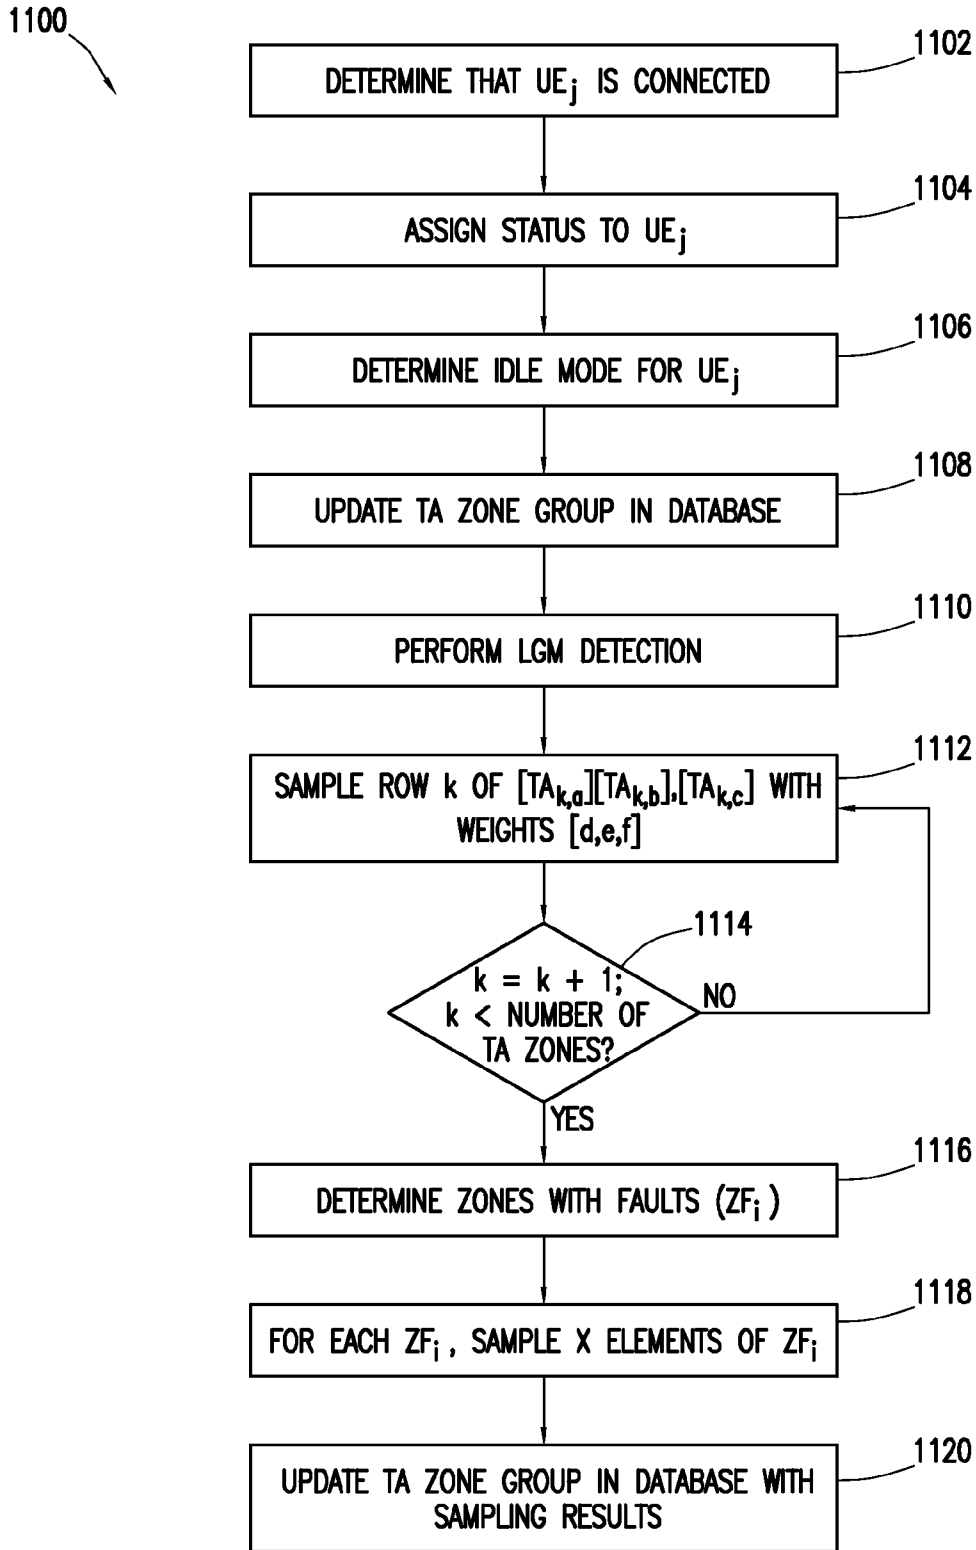 1100
1102
DETERMINE THAT UEj IS CONNECTED
1104
ASSIGN STATUS TO UEj
1106
DETERMINE IDLE MODE FOR UEj
1108
UPDATE TA ZONE GROUP IN DATABASE
1110
PERFORM LGM DETECTION
1112
SAMPLE ROW k OF [TAk,a][TAk,b],[TAk,c] WITH
WEIGHTS [d,e,f]
1114
k = k + 1;
k < NUMBER OF
TA ZONES?
NO
YES
1116
DETERMINE ZONES WITH FAULTS (ZFi)
1118
FOR EACH ZFi, SAMPLE X ELEMENTS OF ZFi
1120
UPDATE TA ZONE GROUP IN DATABASE WITH
SAMPLING RESULTS